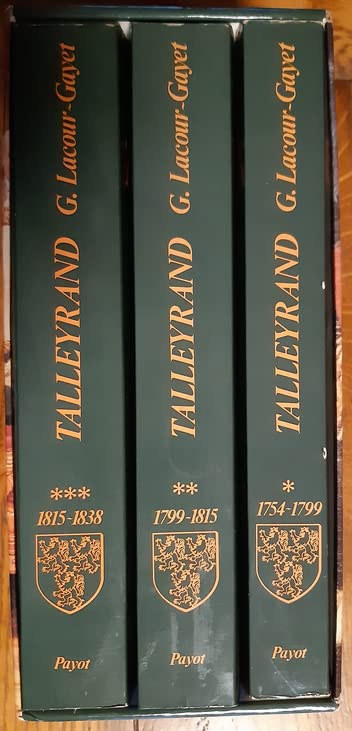 G. Lacour-Gayet
TALLEYRAND
***
1815-1838
Payot
G. Lacour-Gayet
TALLEYRAND
**
1799-1815
Payot
G. Lacour-Gayet
TALLEYRAND
*
1754-1799
Payot